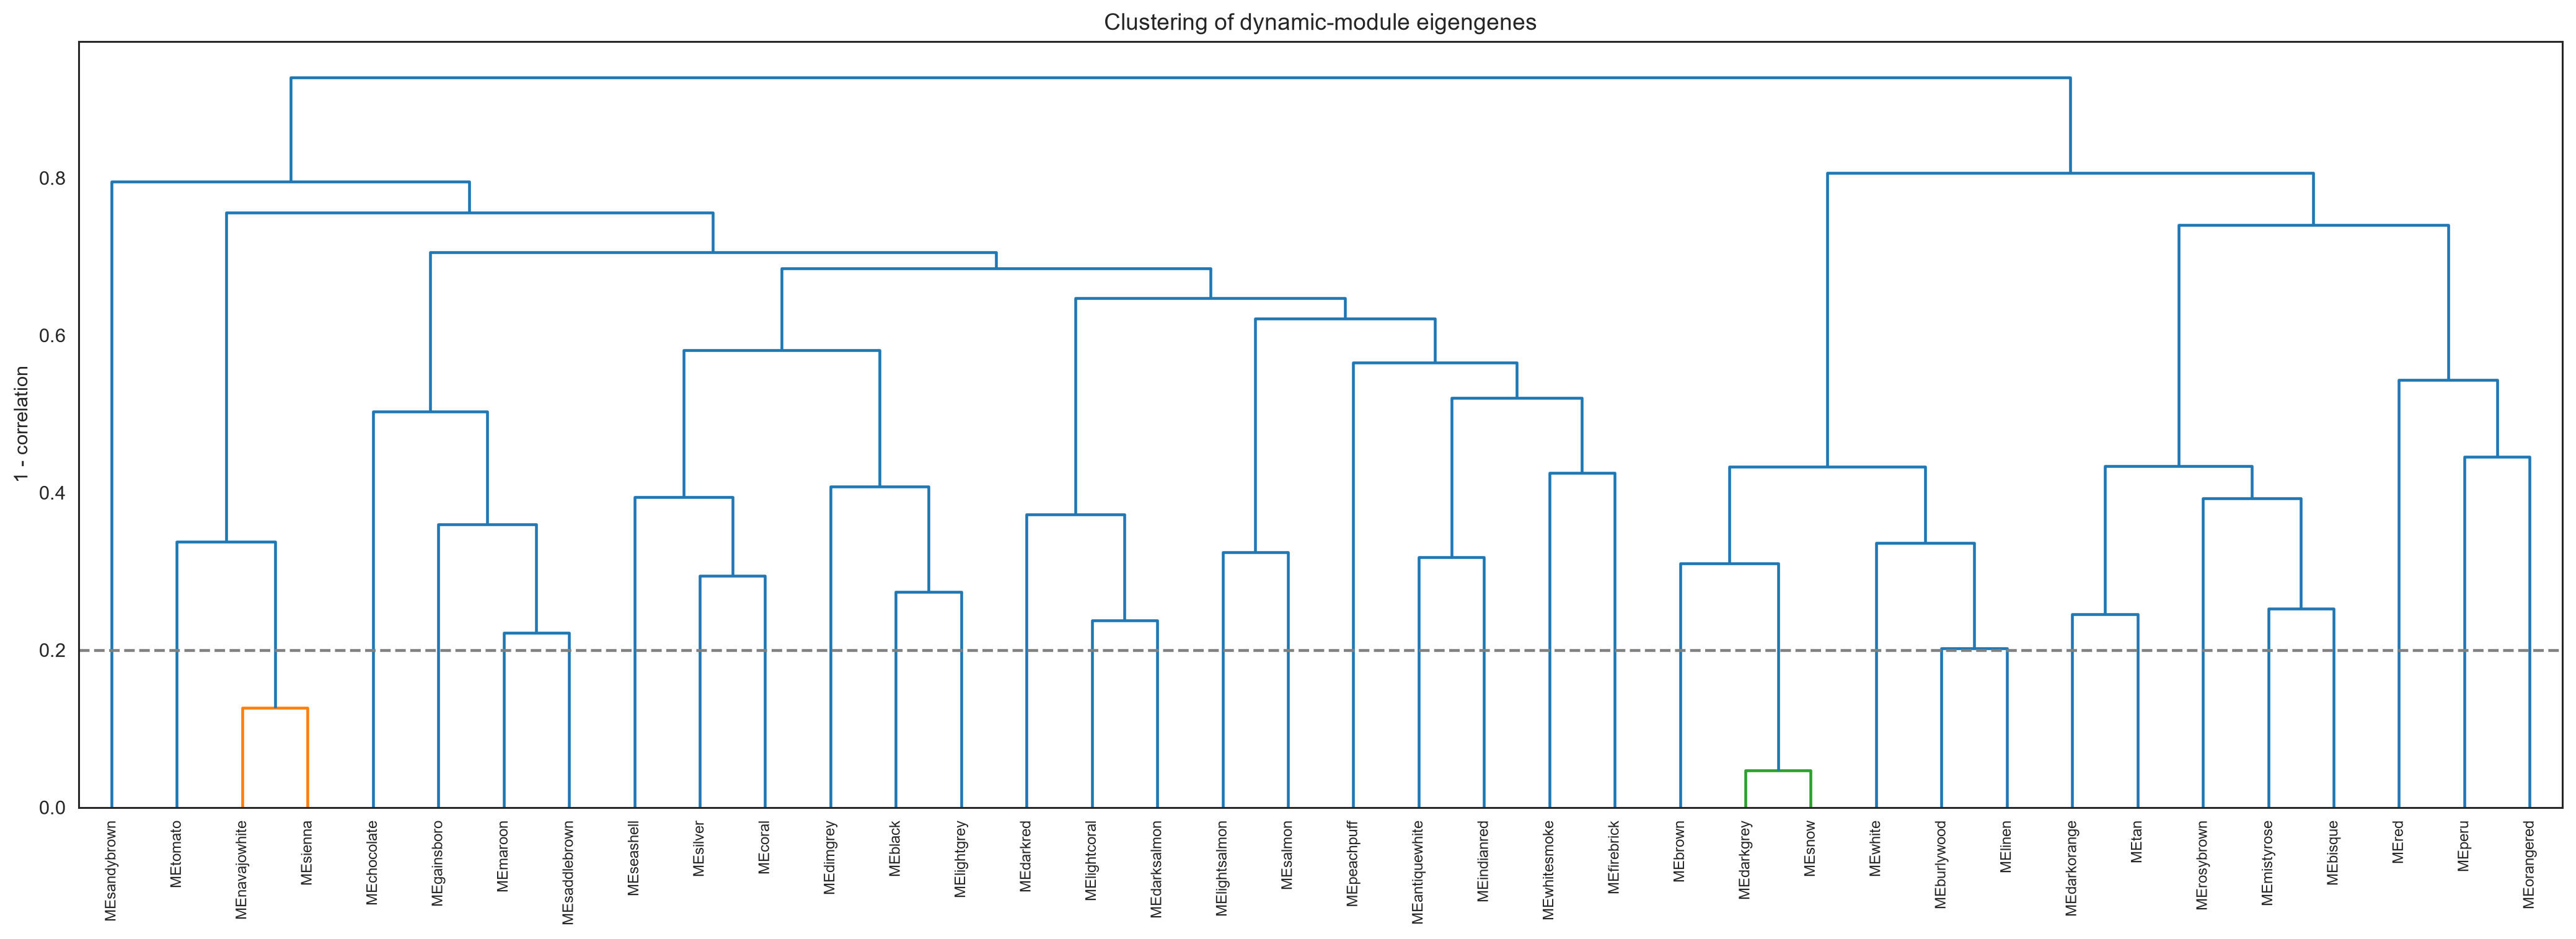 Clustering of dynamic-module eigengenes
1 - correlation
0.8
0.6
0.4
0.2
0.0
MEsandybrown
MEtomato
MEnavajowhite
MEsienna
MEchocolate
MEgainsboro
MEmaroon
MEsaddlebrown
MEseashell
MEsilver
MEcoral
MEdimgrey
MEblack
MElightgrey
MEdarkred
MElightcoral
MEdarksalmon
MElightsalmon
MEsalmon
MEpeachpuff
MEantiquewhite
MEindianred
MEwhitesmoke
MEfirebrick
MEbrown
MEdarkgrey
MEsnow
MEwhite
MEburlywood
MElinen
MEdarkorange
MEtan
MErosybrown
MEmistyrose
MEbisque
MEred
MEperu
MEorangered